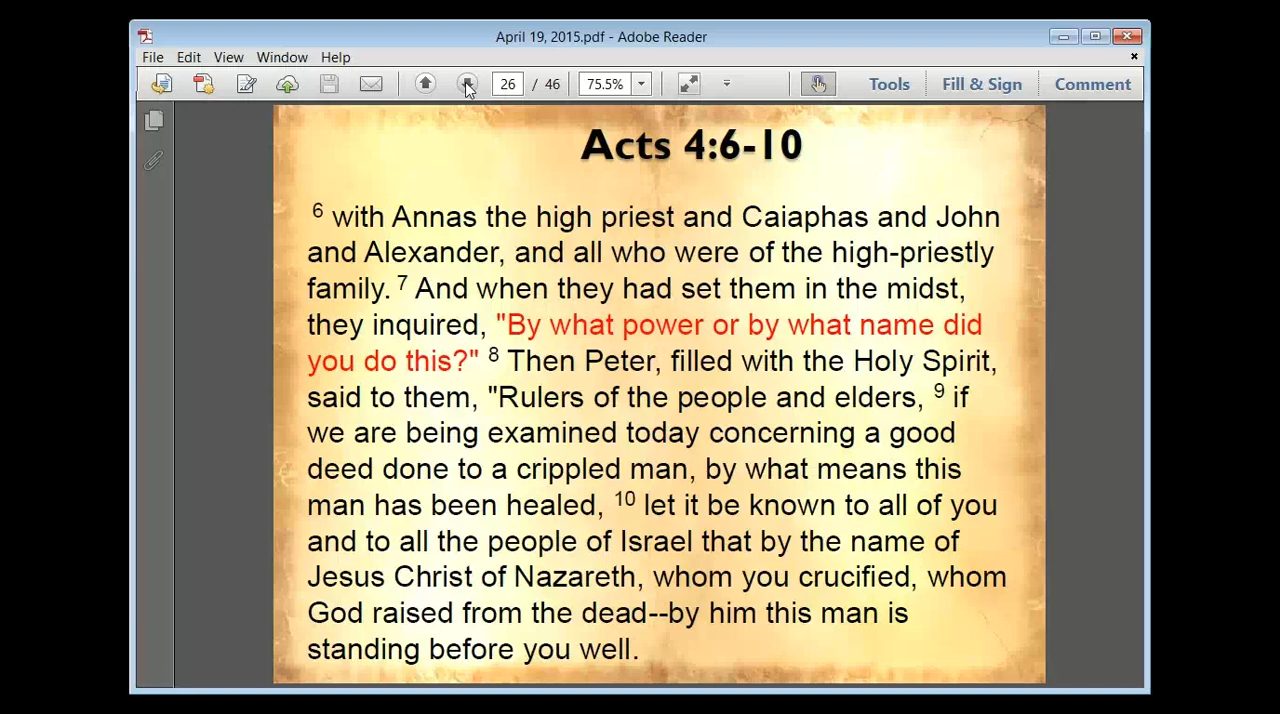 April 19, 2015.pdf - Adobe Reader
File Edit View Window Help
26 / 46 75.5% Tools Fill & Sign Comment
Acts 4:6-10
6 with Annas the high priest and Caiaphas and John
and Alexander, and all who were of the high-priestly
family. 7 And when they had set them in the midst,
they inquired, "By what power or by what name did
you do this?" 8 Then Peter, filled with the Holy Spirit,
said to them, "Rulers of the people and elders, 9 if
we are being examined today concerning a good
deed done to a crippled man, by what means this
man has been healed, 10 let it be known to all of you
and to all the people of Israel that by the name of
Jesus Christ of Nazareth, whom you crucified, whom
God raised from the dead--by him this man is
standing before you well.